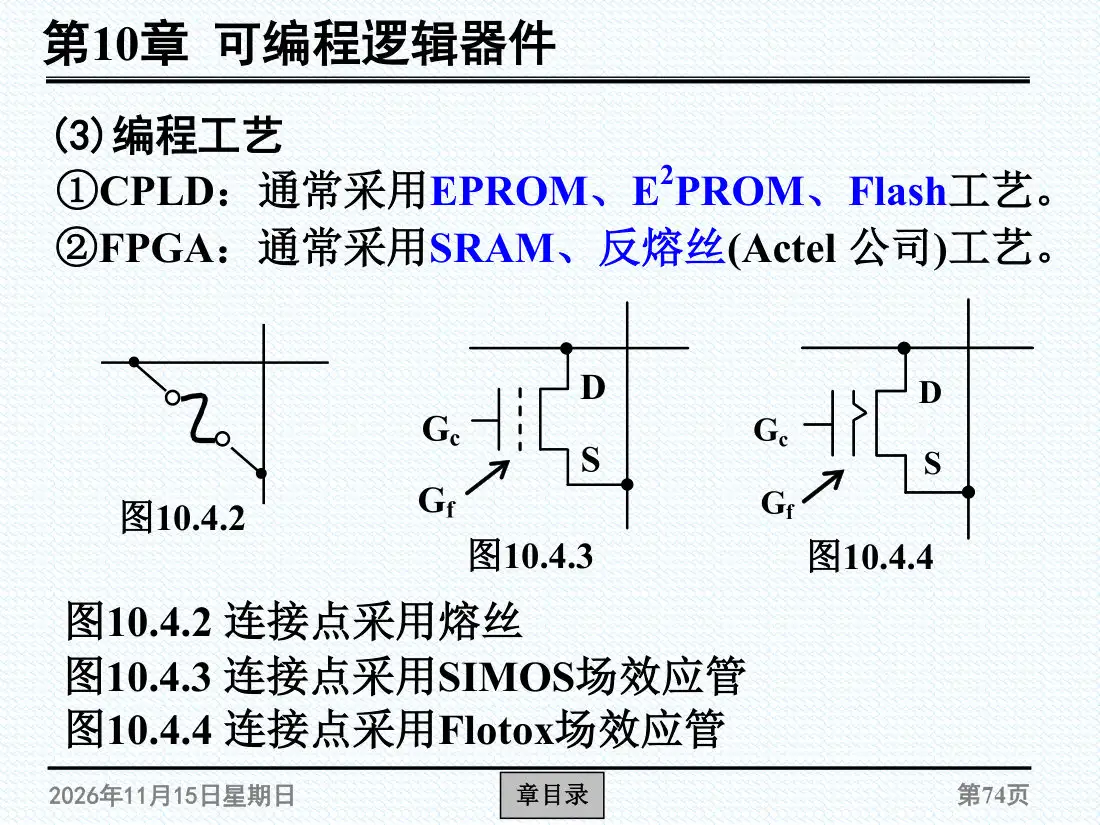 第10章 可编程逻辑器件
(3)编程工艺
①CPLD：通常采用EPROM、E²PROM、Flash工艺。
②FPGA：通常采用SRAM、反熔丝(Actel 公司)工艺。
D
D
Gc
Gc
S
S
Gf
Gf
图10.4.2
图10.4.3
图10.4.4
图10.4.2 连接点采用熔丝
图10.4.3 连接点采用SIMOS场效应管
图10.4.4 连接点采用Flotox场效应管
2026年11月15日星期日
章目录
第74页